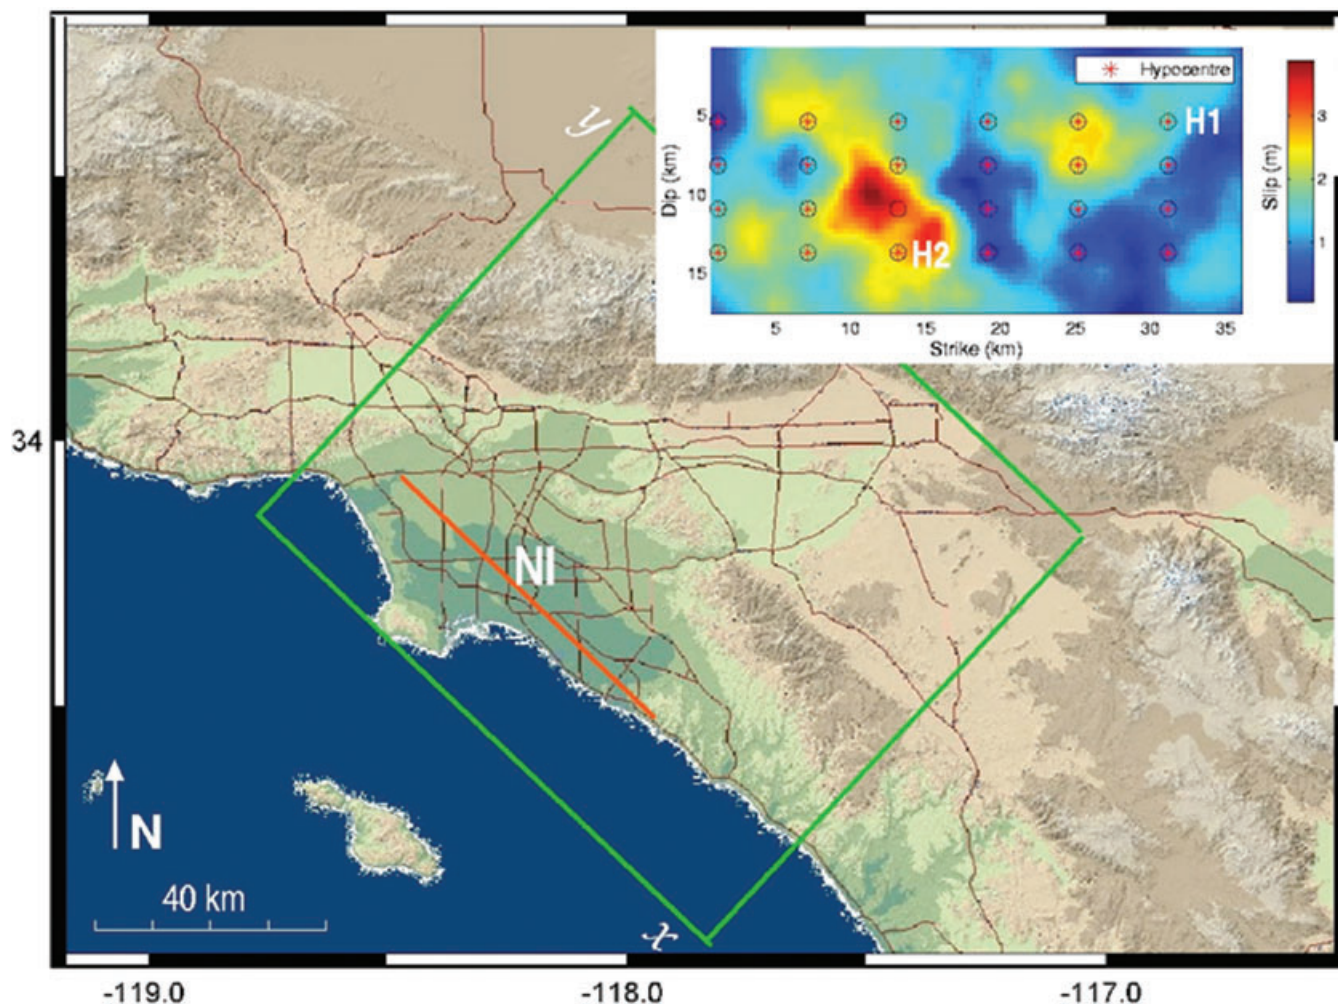 y
Hypocentre
H1
H2
5
10
15
Dip (km)
5 10 15 20 25 30 35
Strike (km)
3
2
1
Slip (m)
34
NI
N
40 km
x
-119.0 -118.0 -117.0